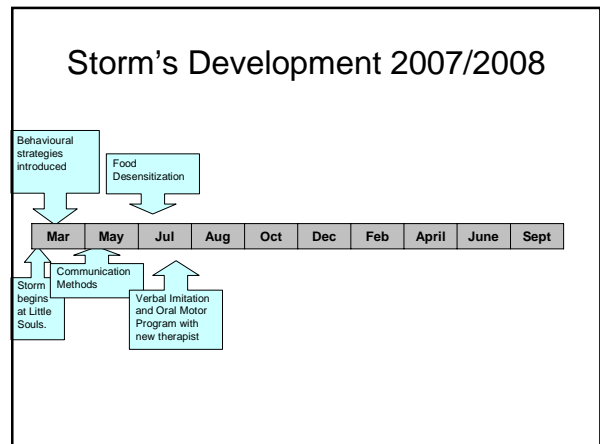 Storm's Development 2007/2008
Behavioural
strategies
introduced
Food
Desensitization
Mar May Jul Aug Oct Dec Feb April June Sept
Storm
begins
at Little
Souls.
Communication
Methods
Verbal Imitation
and Oral Motor
Program with
new therapist